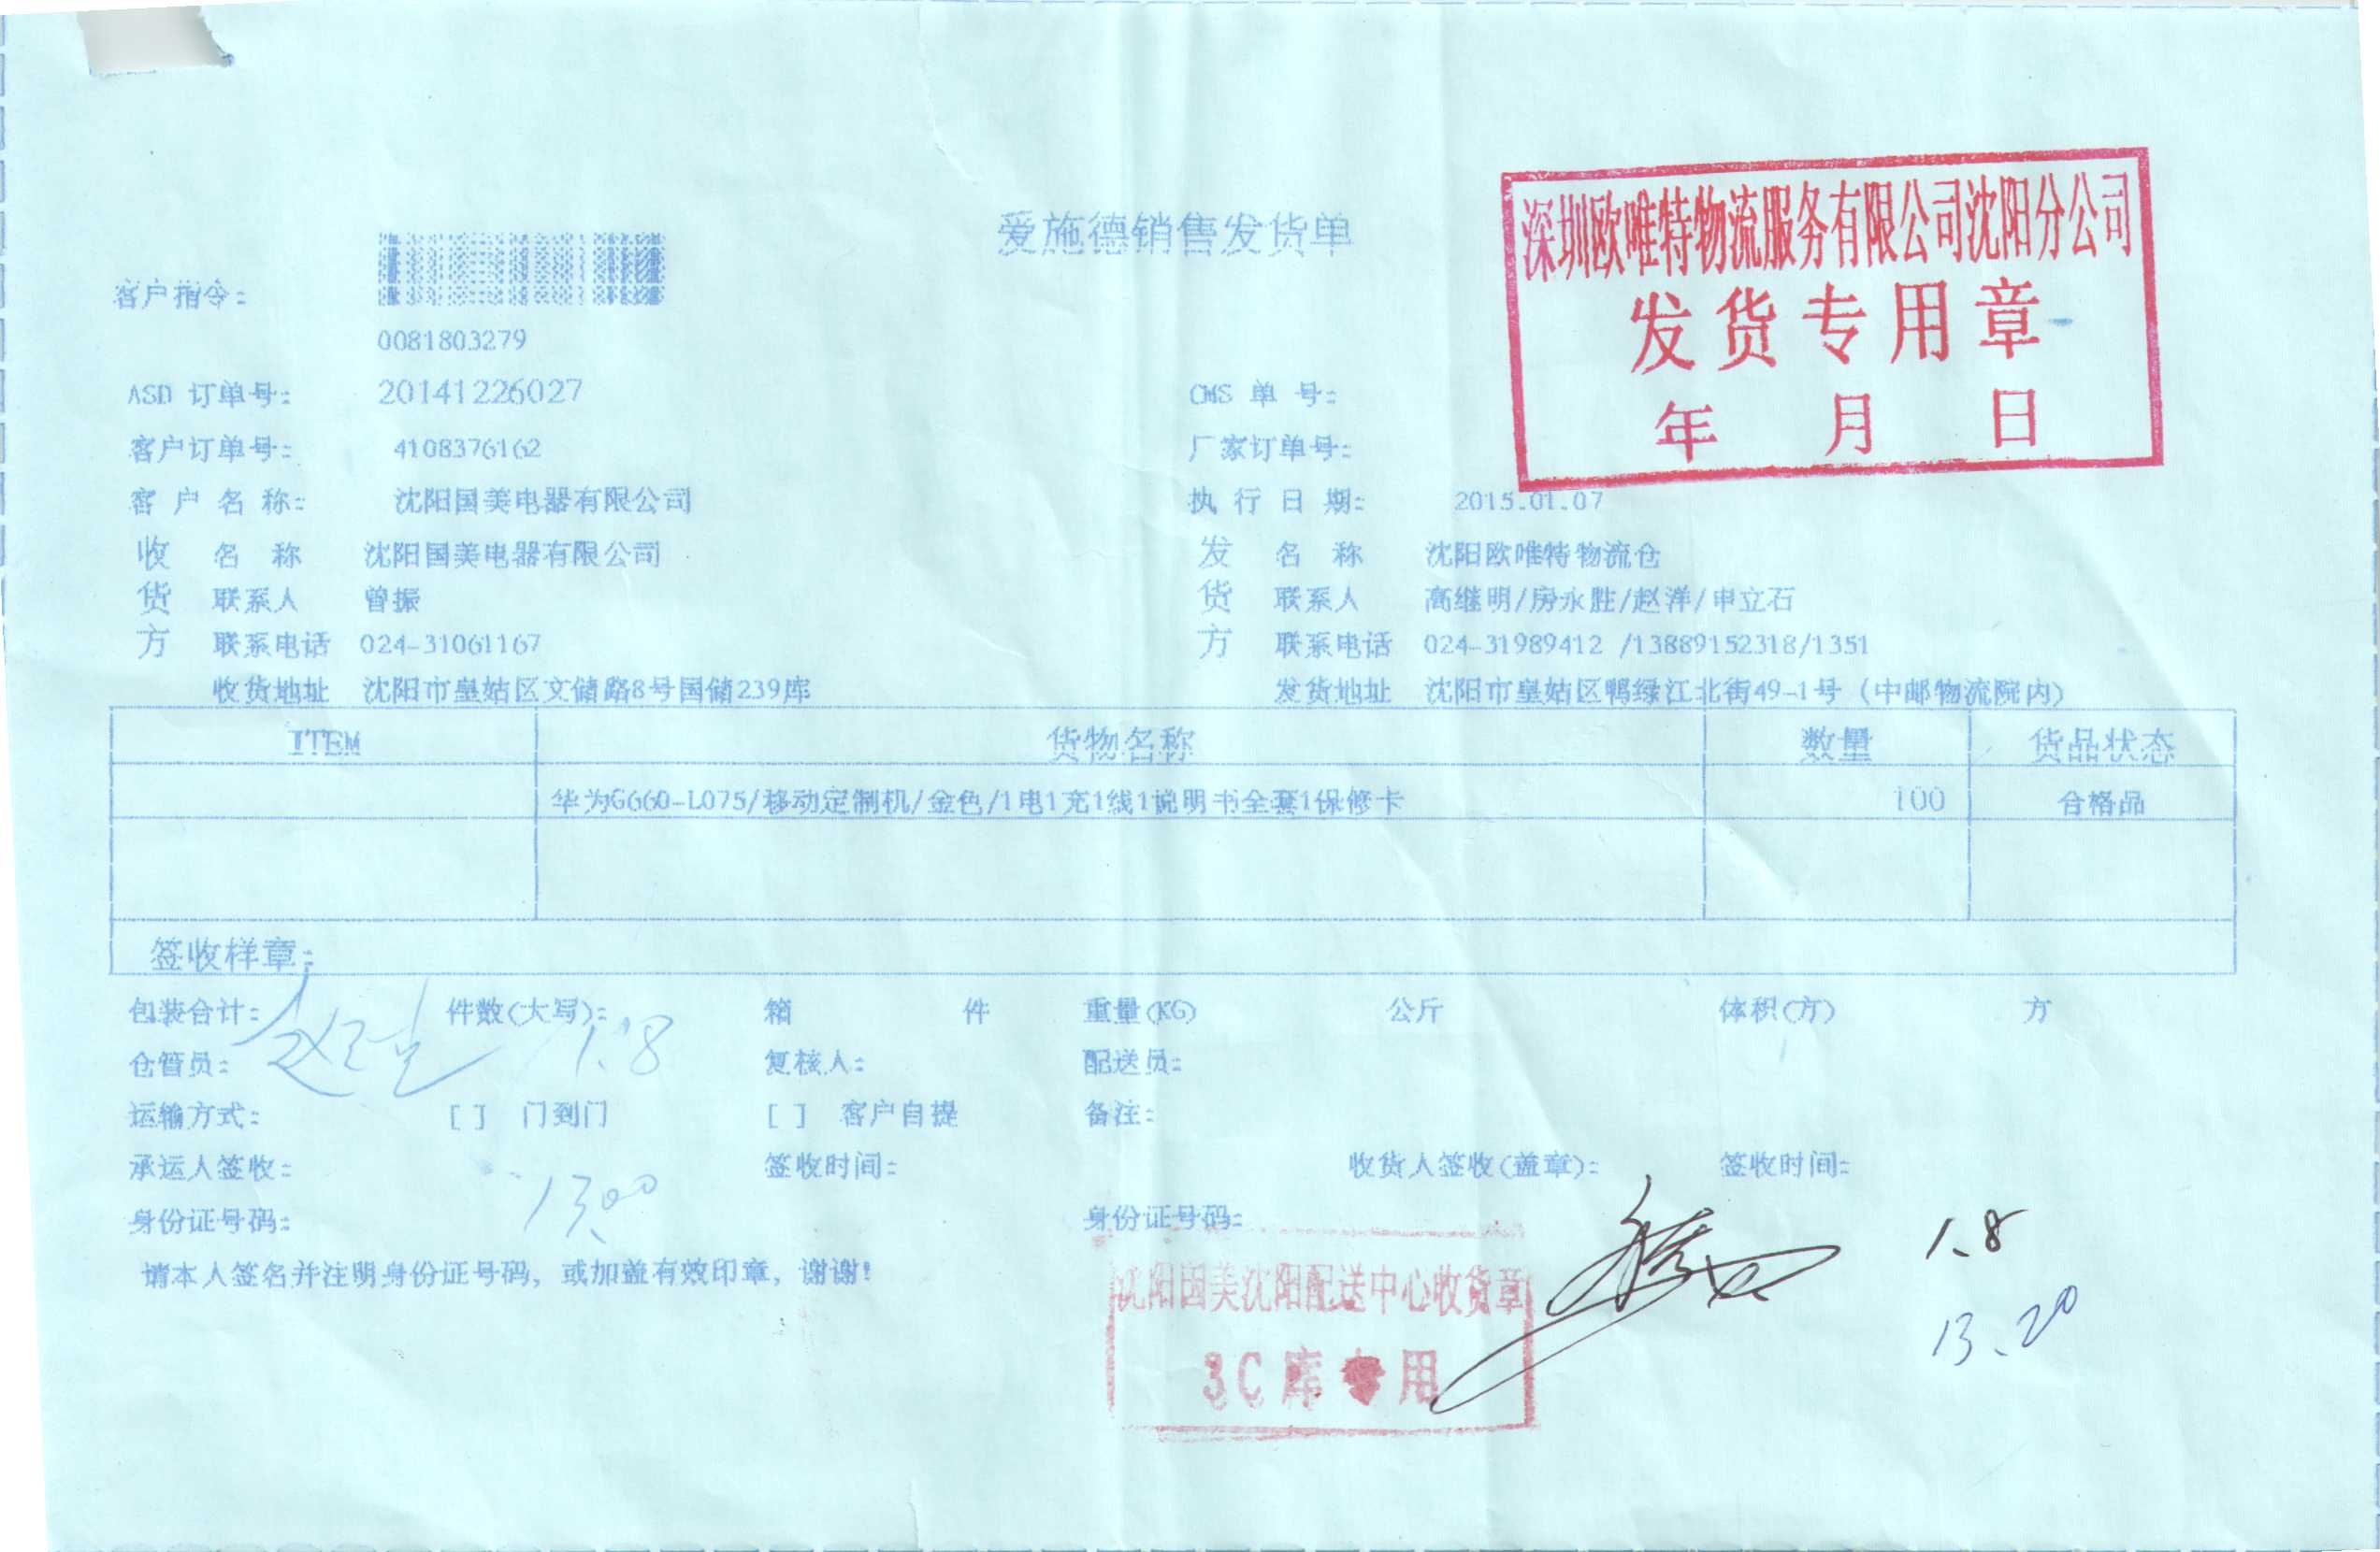 爱施德销售发货单
深圳欧唯特物流服务有限公司沈阳分公司
发货专用章
年 月 日
客户指令:
0081803279
ASD 订单号: 20141226027 OMS 单 号:
客户订单号: 4108376162 厂家订单号:
客 户 名 称: 沈阳国美电器有限公司 执 行 日 期: 2015.01.07
收 名 称 沈阳国美电器有限公司 发 名 称 沈阳欧唯特物流仓
货 联系人 曾振 货 联系人 高继明/房永胜/赵洋/申立石
方 联系电话 024-31061167 方 联系电话 024-31989412 /13889152318/1351
收货地址 沈阳市皇姑区文储路8号国储239库 发货地址 沈阳市皇姑区鸭绿江北街49-1号 (中邮物流院内)
ITEM 货物名称 数量 货品状态
华为G660-L075/移动定制机/金色/1电1充1线1说明书全套1保修卡 100 合格品
签收样章:
包装合计: 件数(大写): 箱 件 重量(KG) 公斤 体积(方) 方
仓管员: 1.8 复核人: 配送员:
运输方式: [ ] 门到门 [ ] 客户自提 备注:
承运人签收: 签收时间: 收货人签收(盖章): 签收时间:
13.00
身份证号码: 身份证号码: 1.8
请本人签名并注明身份证号码, 或加盖有效印章, 谢谢!
沈阳国美沈阳配送中心收货章
13.20
3C库专用